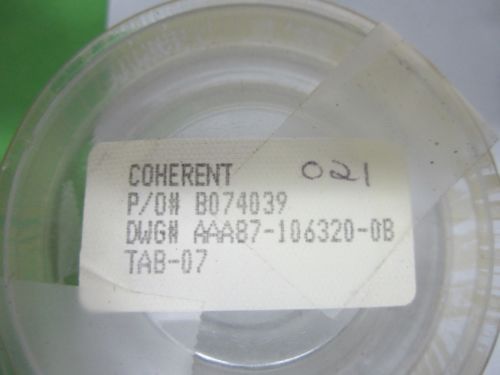 COHERENT 021
P/O# B074039
DWG# AAA87-106320-0B
TAB-07